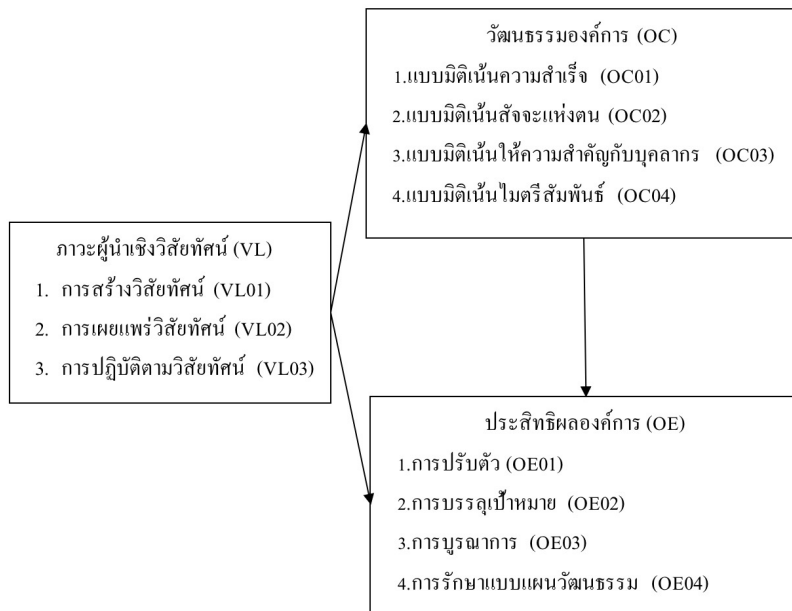 วัฒนธรรมองค์การ (OC)
1.แบบมิติเน้นความสำเร็จ (OC01)
2.แบบมิติเน้นสัจจะแห่งตน (OC02)
3.แบบมิติเน้นให้ความสำคัญกับบุคลากร (OC03)
4.แบบมิติเน้นไมตรีสัมพันธ์ (OC04)
ภาวะผู้นำเชิงวิสัยทัศน์ (VL)
1. การสร้างวิสัยทัศน์ (VL01)
2. การเผยแพร่วิสัยทัศน์ (VL02)
3. การปฏิบัติตามวิสัยทัศน์ (VL03)
ประสิทธิผลองค์การ (OE)
1.การปรับตัว (OE01)
2.การบรรลุเป้าหมาย (OE02)
3.การบูรณาการ (OE03)
4.การรักษาแบบแผนวัฒนธรรม (OE04)